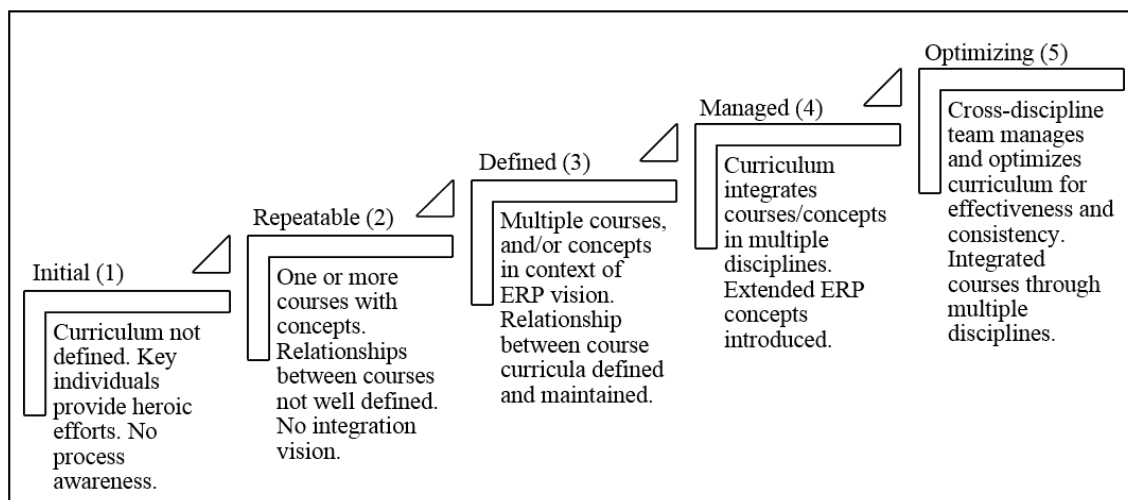 Initial (1)
Curriculum not
defined. Key
individuals
provide heroic
efforts. No
process
awareness.
Repeatable (2)
One or more
courses with
concepts.
Relationships
between courses
not well defined.
No integration
vision.
Defined (3)
Multiple courses,
and/or concepts
in context of
ERP vision.
Relationship
between course
curricula defined
and maintained.
Managed (4)
Curriculum
integrates
courses/concepts
in multiple
disciplines.
Extended ERP
concepts
introduced.
Optimizing (5)
Cross-discipline
team manages
and optimizes
curriculum for
effectiveness and
consistency.
Integrated
courses through
multiple
disciplines.